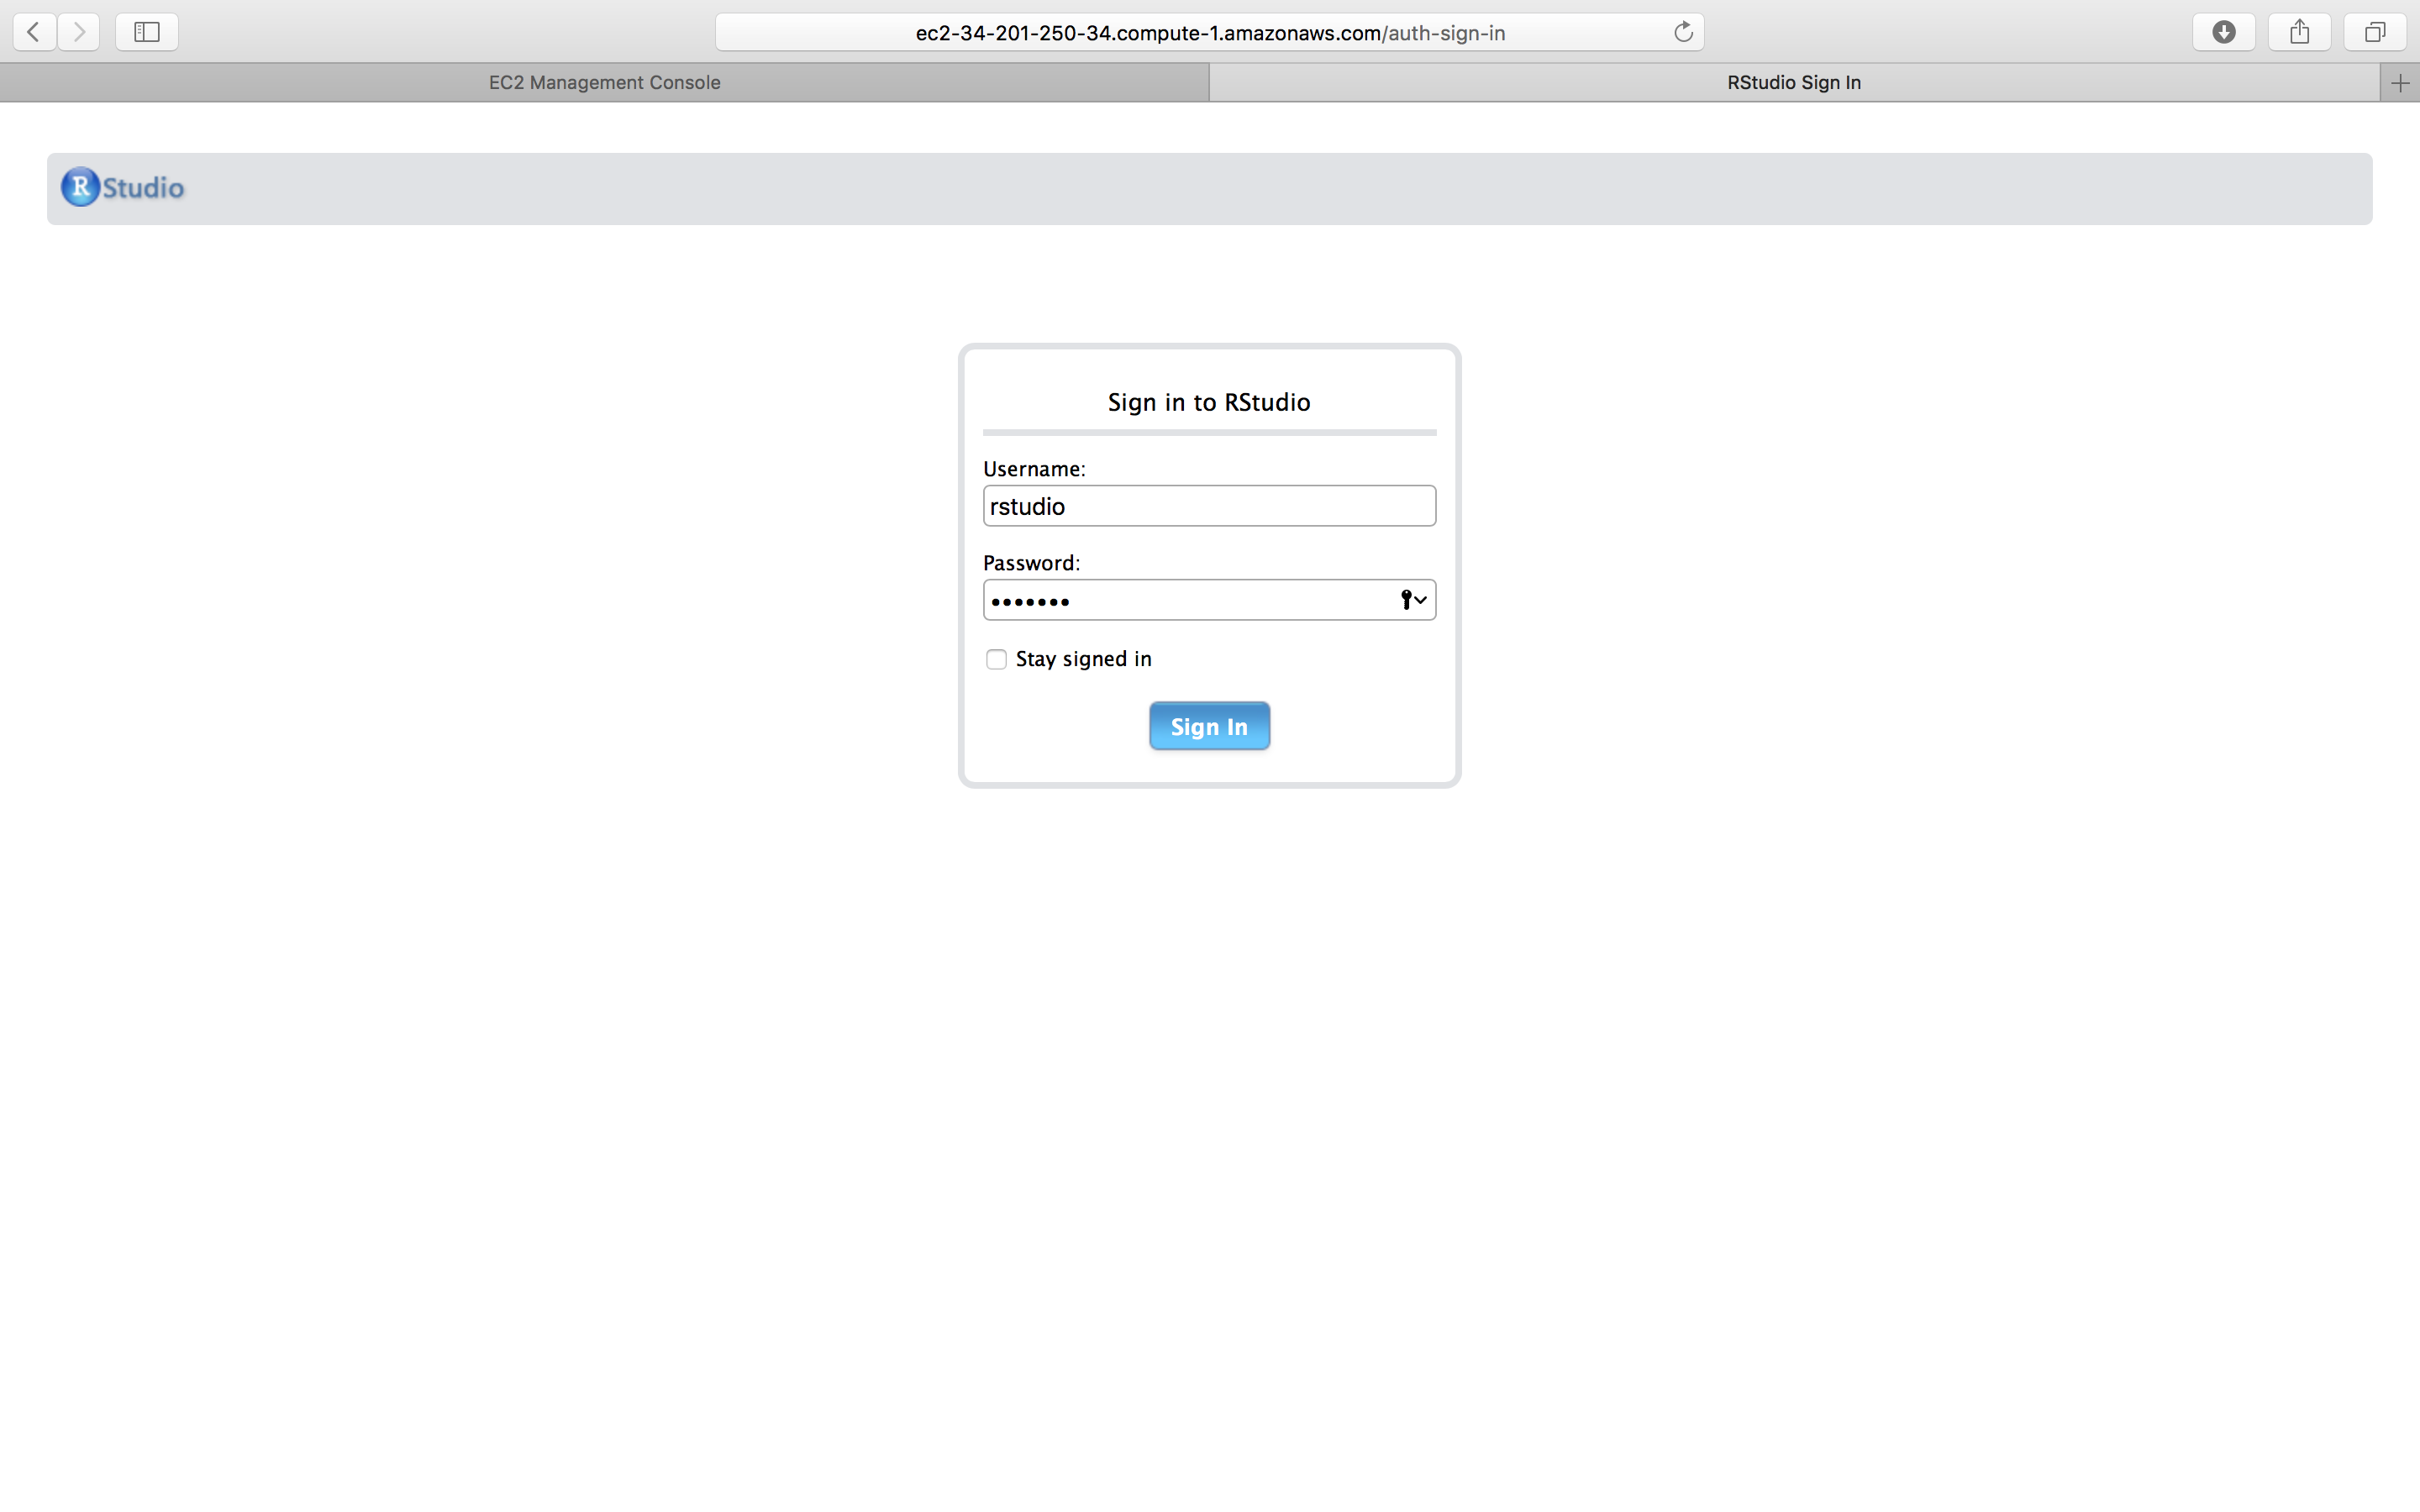 ec2-34-201-250-34.compute-1.amazonaws.com/auth-sign-in
EC2 Management Console
RStudio Sign In
R Studio
Sign in to RStudio
Username:
rstudio
Password:
•••••••
Stay signed in
Sign In